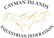 CAYMAN ISLANDS
EQUESTRIAN FEDERATION